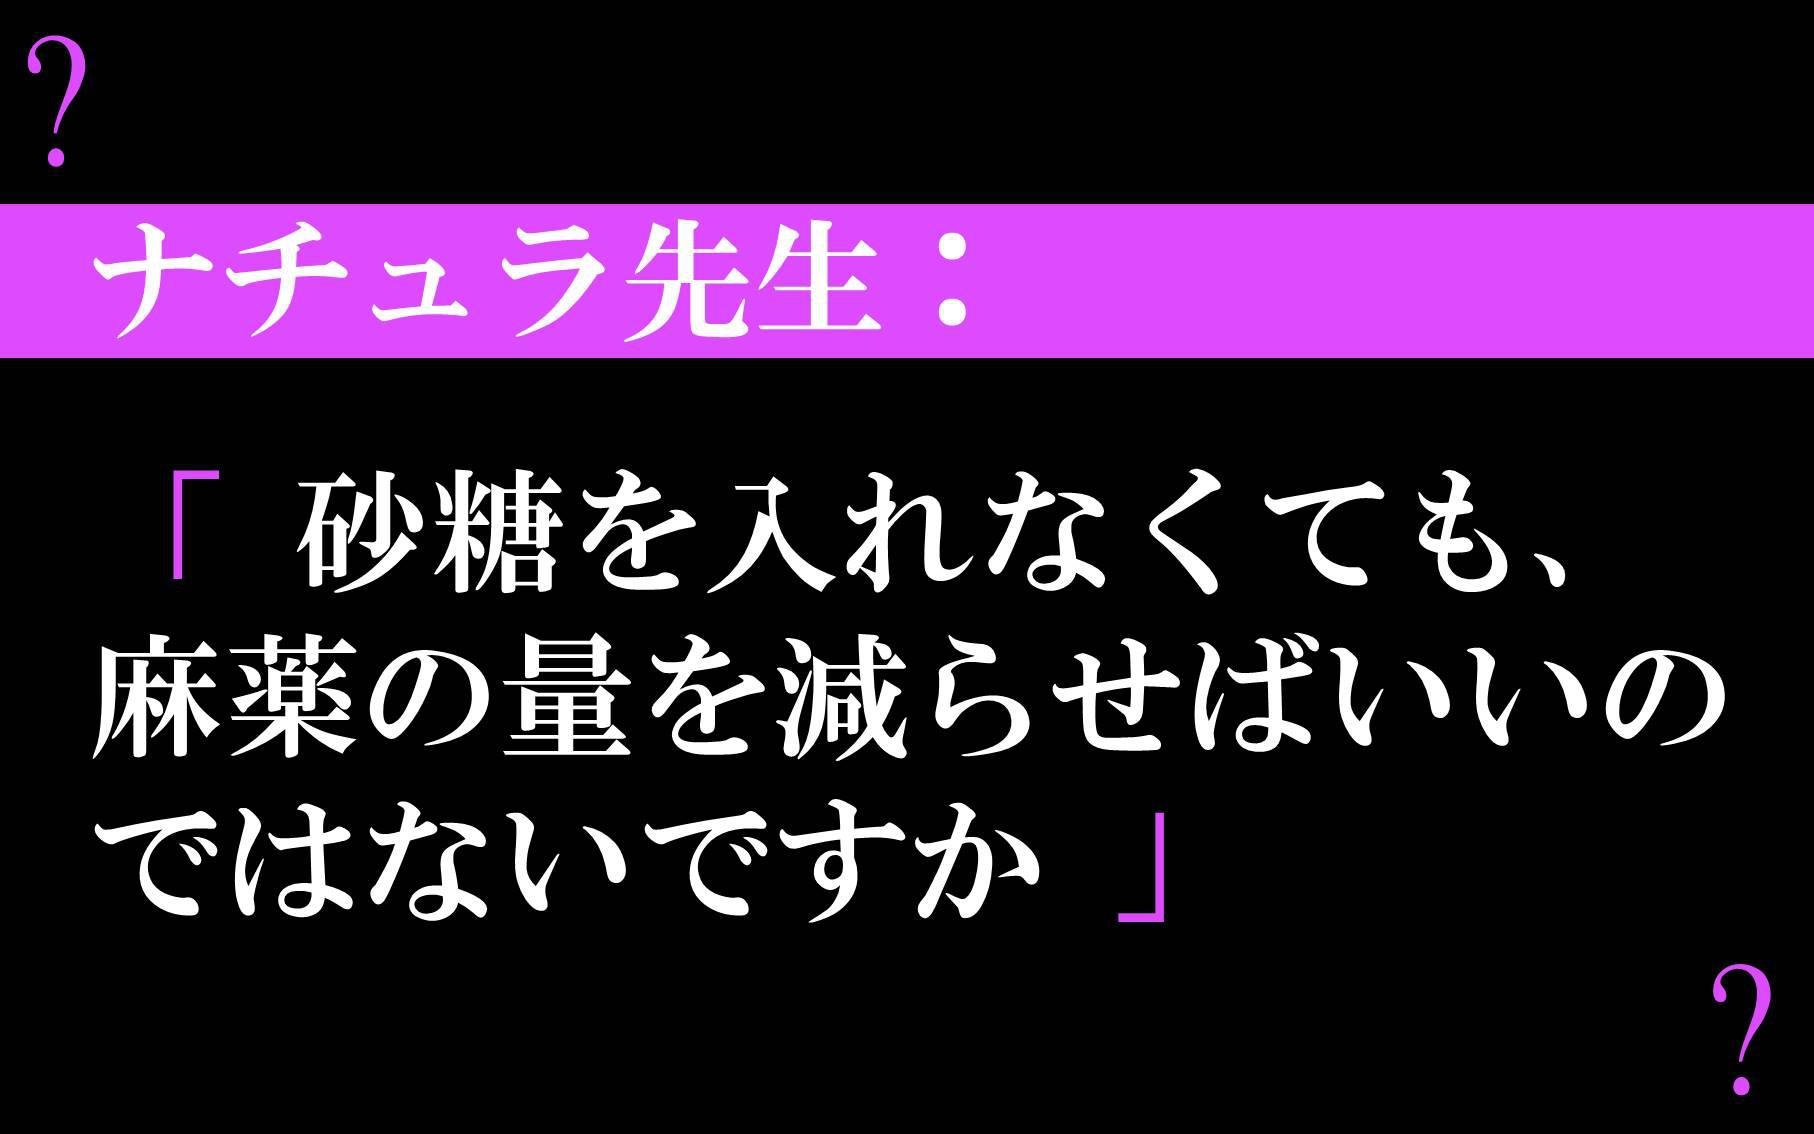 ?
ナチュラ先生：
「 砂糖を入れなくても、
麻薬の量を減らせばいいの
ではないですか 」
?